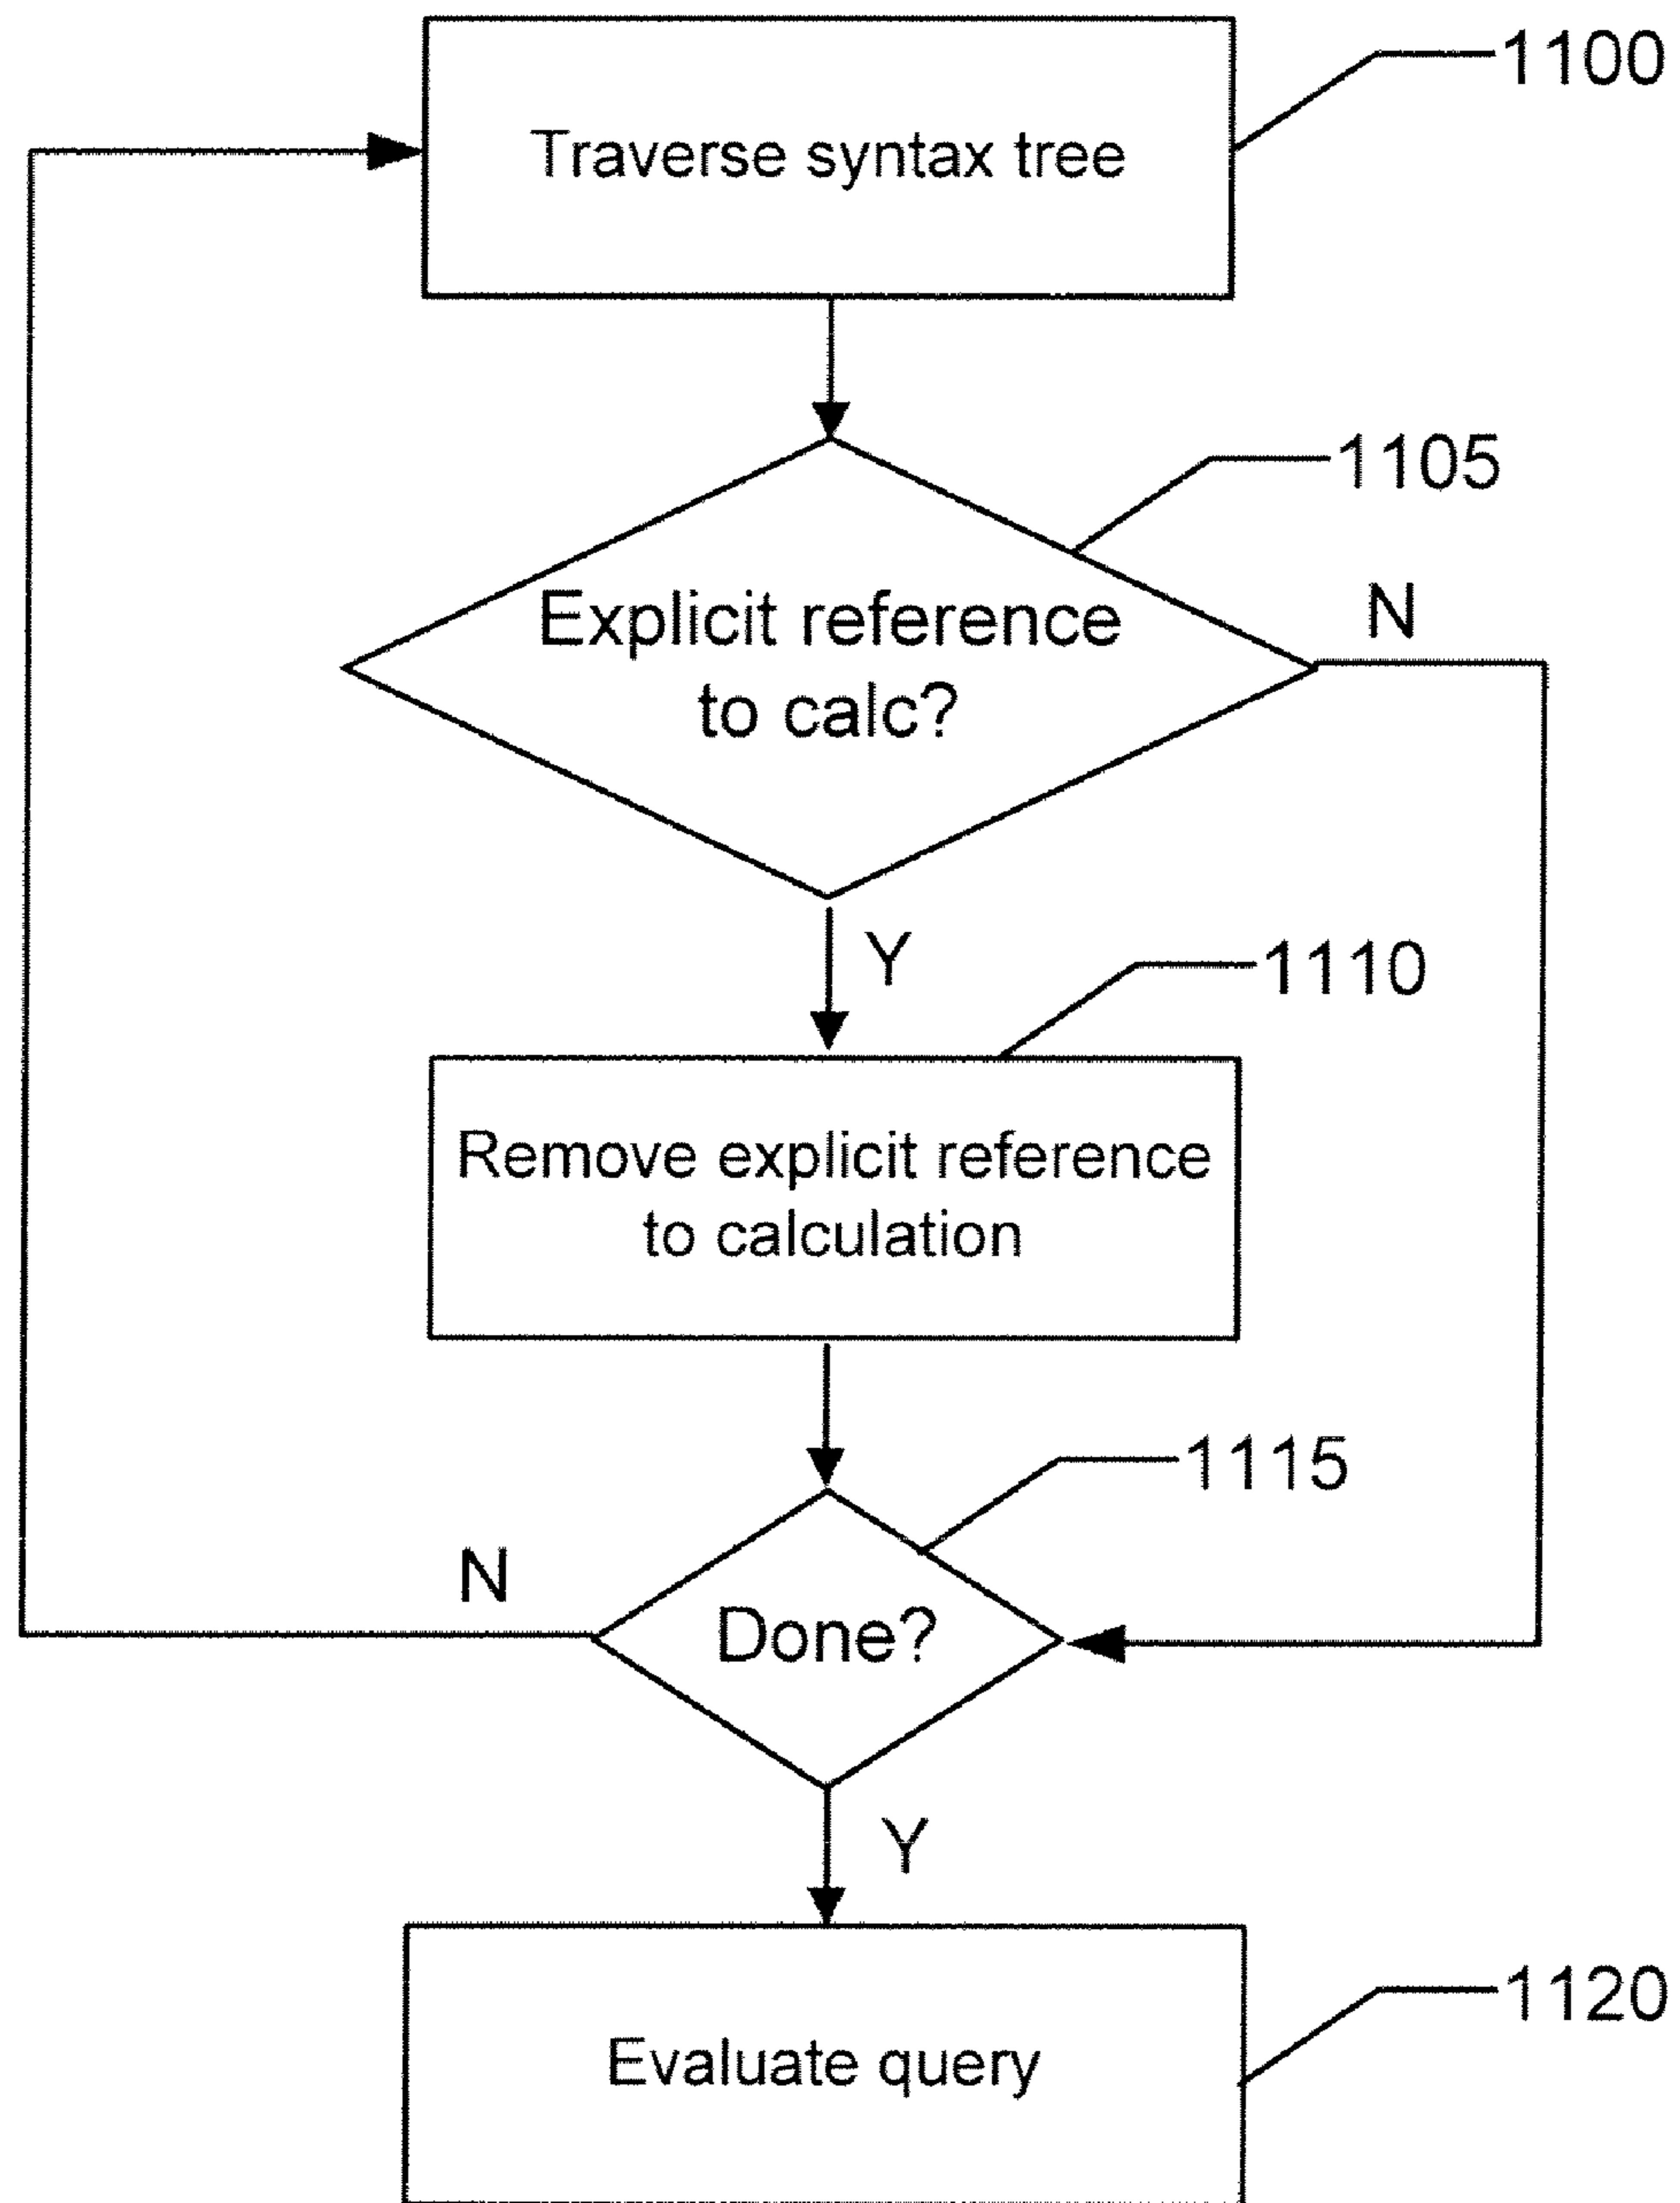 1100
Traverse syntax tree
1105
Explicit reference
to calc?
N
Y
1110
Remove explicit reference
to calculation
1115
N
Done?
Y
1120
Evaluate query